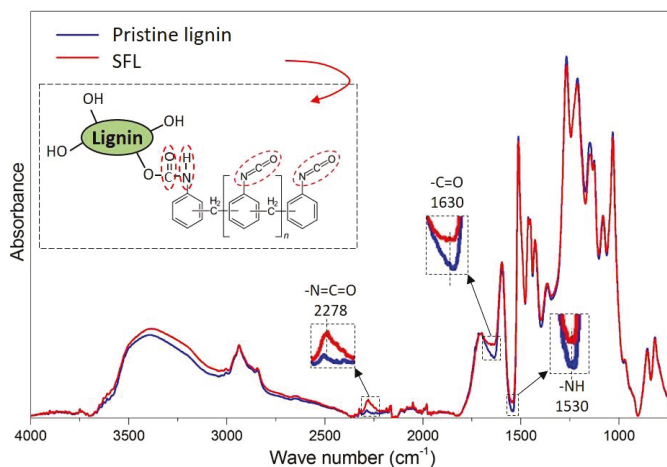 Pristine lignin
SFL
OH
OH
HO
Lignin
O
O
C
H
N
N=C=O
N=C=O
C
H2
C
H2
n
-N=C=O
2278
-C=O
1630
-NH
1530
Absorbance
4000 3500 3000 2500 2000 1500 1000
Wave number (cm-1)